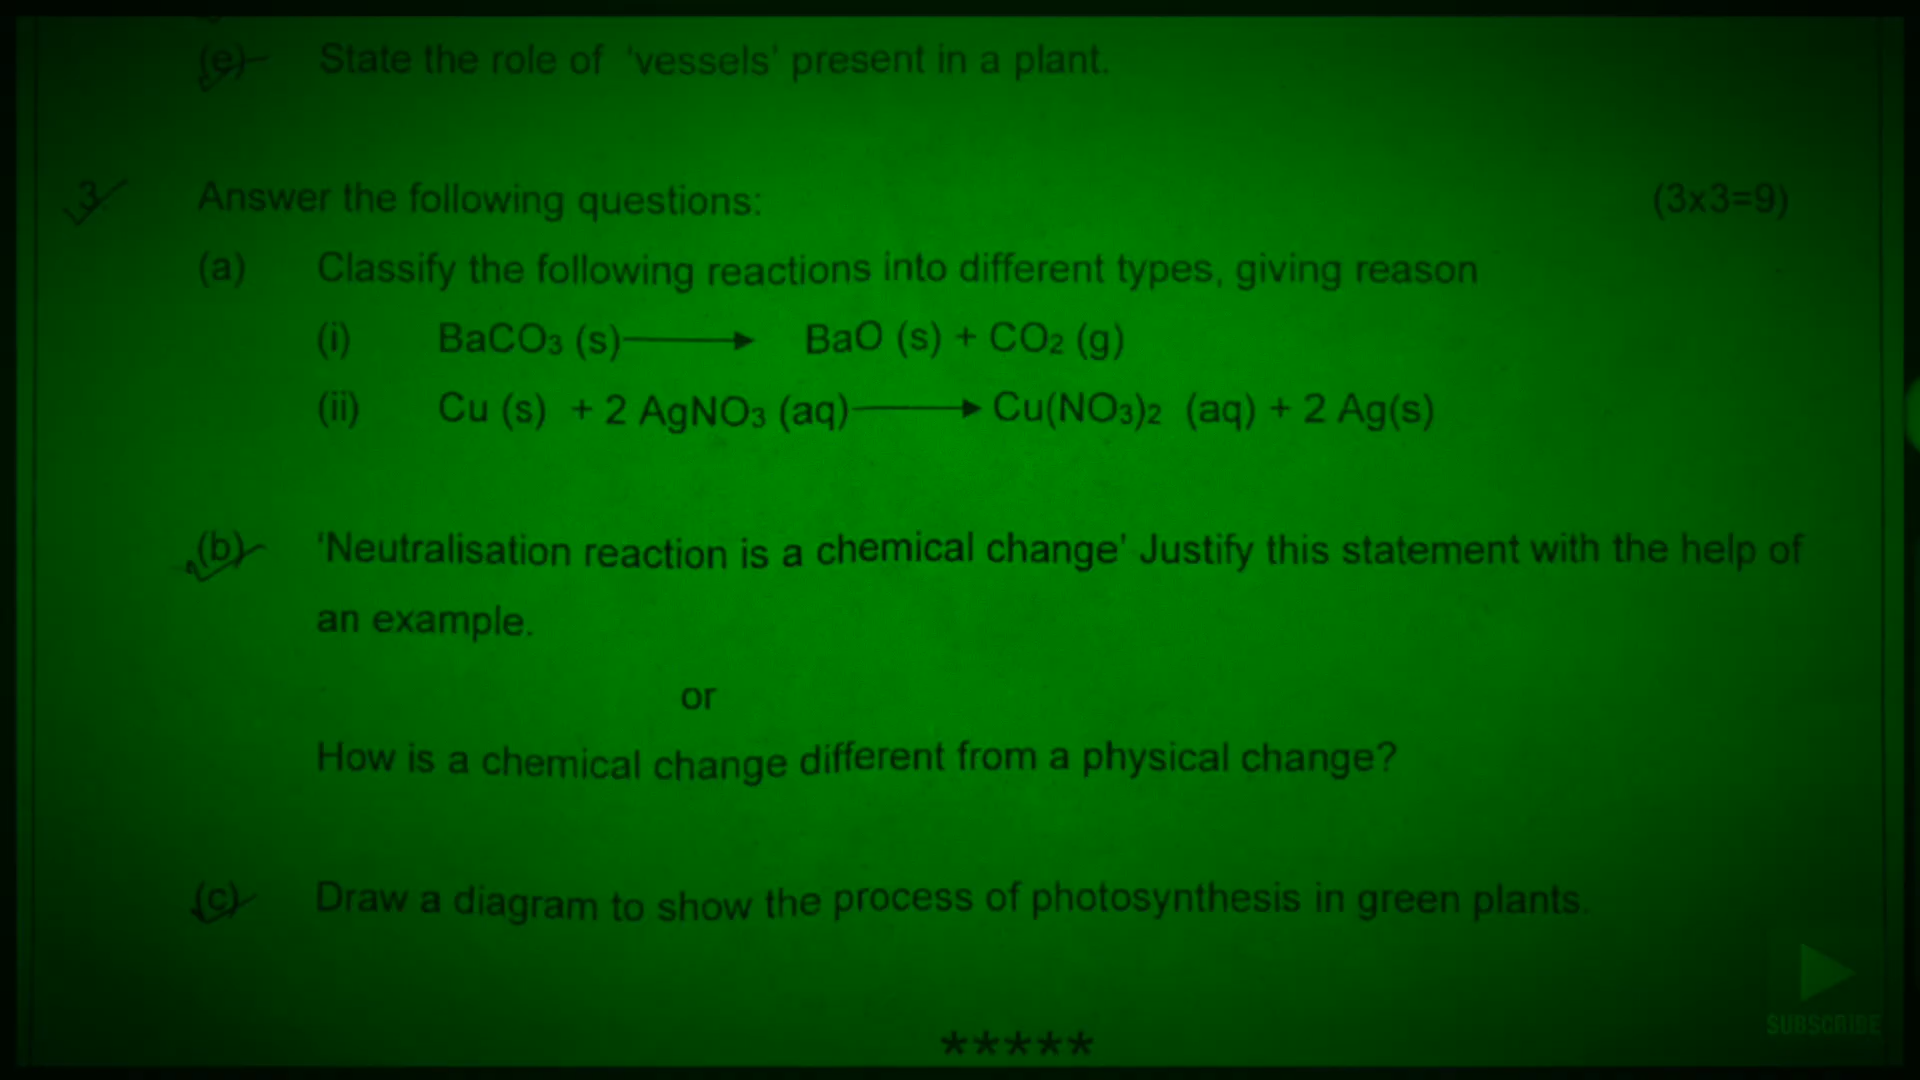 (e) State the role of 'vessels' present in a plant.
3. Answer the following questions: (3x3=9)
(a) Classify the following reactions into different types, giving reason
(i) BaCO3 (s) → BaO (s) + CO2 (g)
(ii) Cu (s) + 2 AgNO3 (aq) → Cu(NO3)2 (aq) + 2 Ag(s)
(b) 'Neutralisation reaction is a chemical change' Justify this statement with the help of
an example.
or
How is a chemical change different from a physical change?
(c) Draw a diagram to show the process of photosynthesis in green plants.
SUBSCRIBE
*****